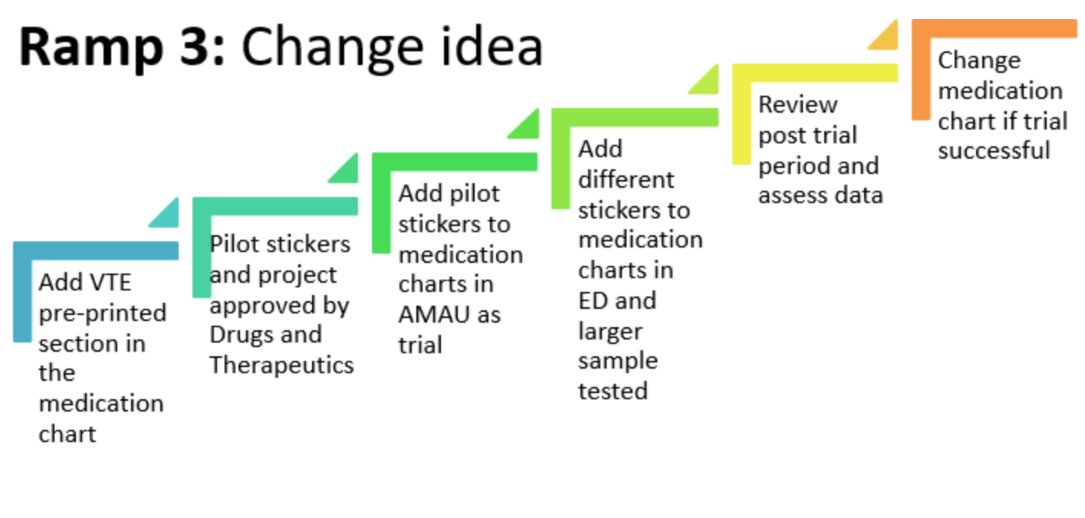 Ramp 3: Change idea
Add VTE
pre-printed
section in
the
medication
chart
Pilot stickers
and project
approved by
Drugs and
Therapeutics
Add pilot
stickers to
medication
charts in
AMAU as
trial
Add
different
stickers to
medication
charts in
ED and
larger
sample
tested
Review
post trial
period and
assess data
Change
medication
chart if trial
successful